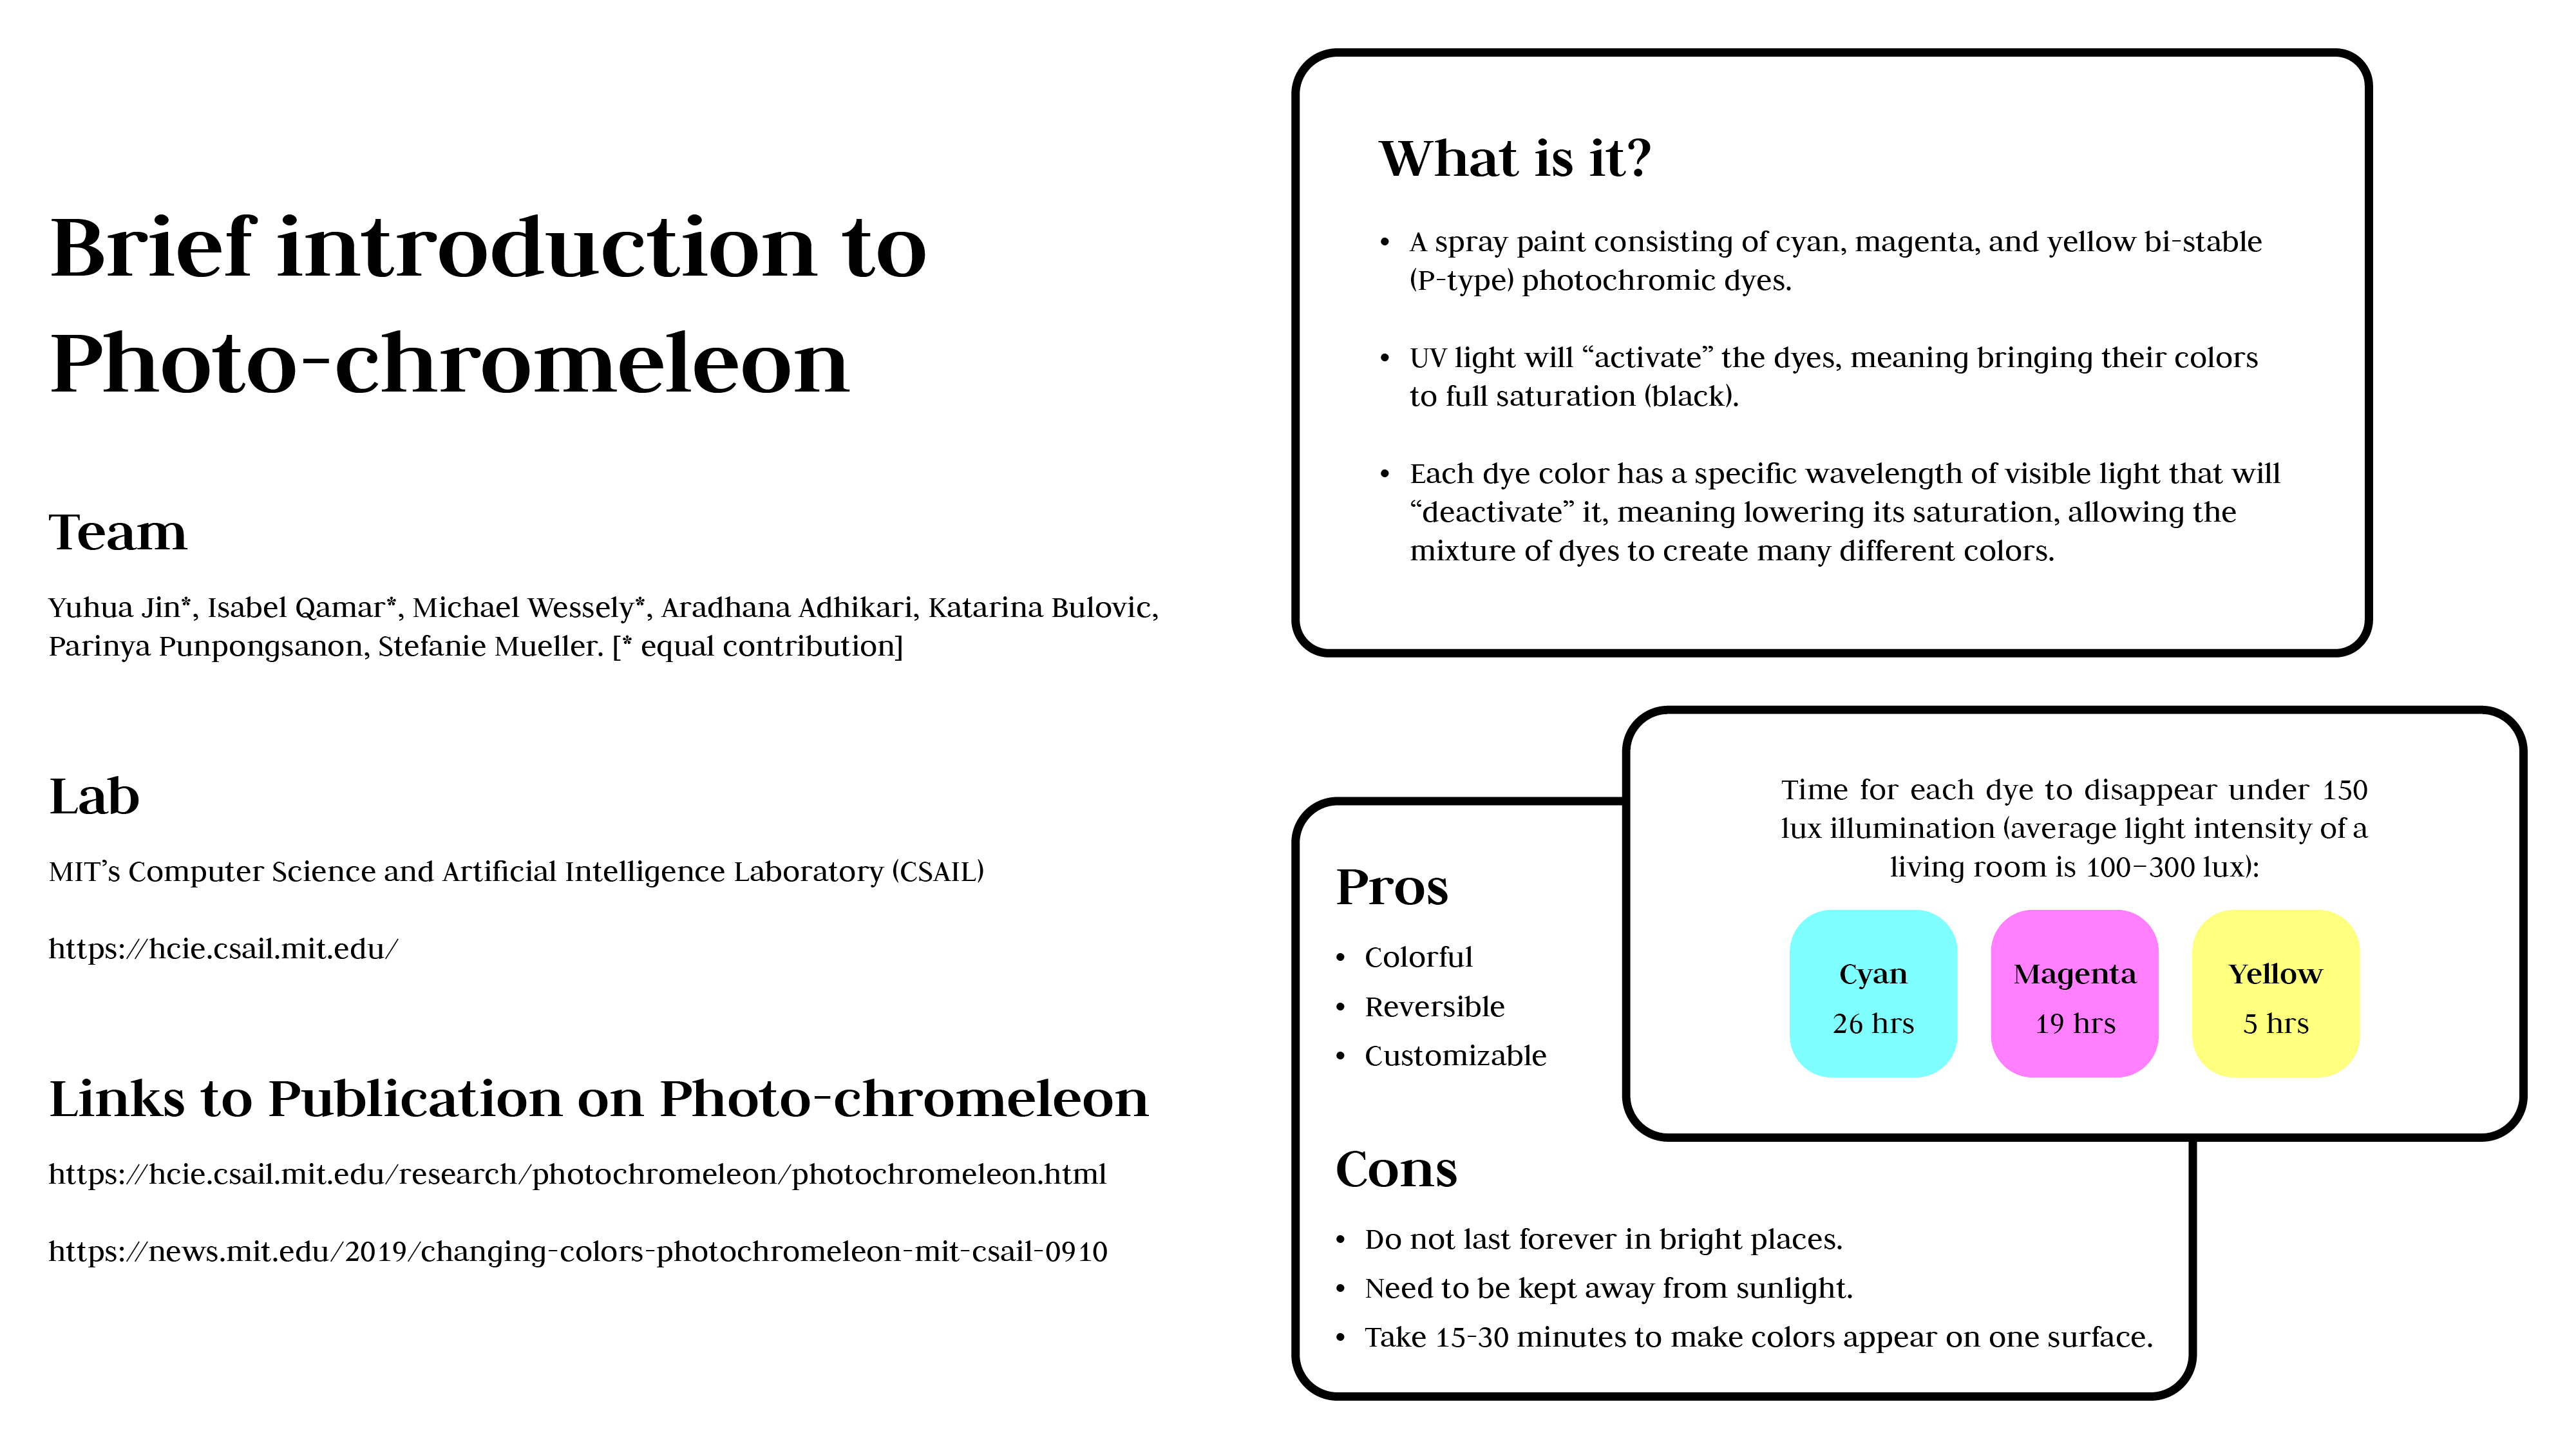 Brief introduction to
Photo-chromeleon
Team
Yuhua Jin*, Isabel Qamar*, Michael Wessely*, Aradhana Adhikari, Katarina Bulovic,
Parinya Punpongsanon, Stefanie Mueller. [* equal contribution]
Lab
MIT’s Computer Science and Artificial Intelligence Laboratory (CSAIL)
https://hcie.csail.mit.edu/
Links to Publication on Photo-chromeleon
https://hcie.csail.mit.edu/research/photochromeleon/photochromeleon.html
https://news.mit.edu/2019/changing-colors-photochromeleon-mit-csail-0910
What is it?
• A spray paint consisting of cyan, magenta, and yellow bi-stable
(P-type) photochromic dyes.
• UV light will “activate” the dyes, meaning bringing their colors
to full saturation (black).
• Each dye color has a specific wavelength of visible light that will
“deactivate” it, meaning lowering its saturation, allowing the
mixture of dyes to create many different colors.
Time for each dye to disappear under 150
lux illumination (average light intensity of a
living room is 100–300 lux):
Cyan
26 hrs
Magenta
19 hrs
Yellow
5 hrs
Pros
• Colorful
• Reversible
• Customizable
Cons
• Do not last forever in bright places.
• Need to be kept away from sunlight.
• Take 15-30 minutes to make colors appear on one surface.